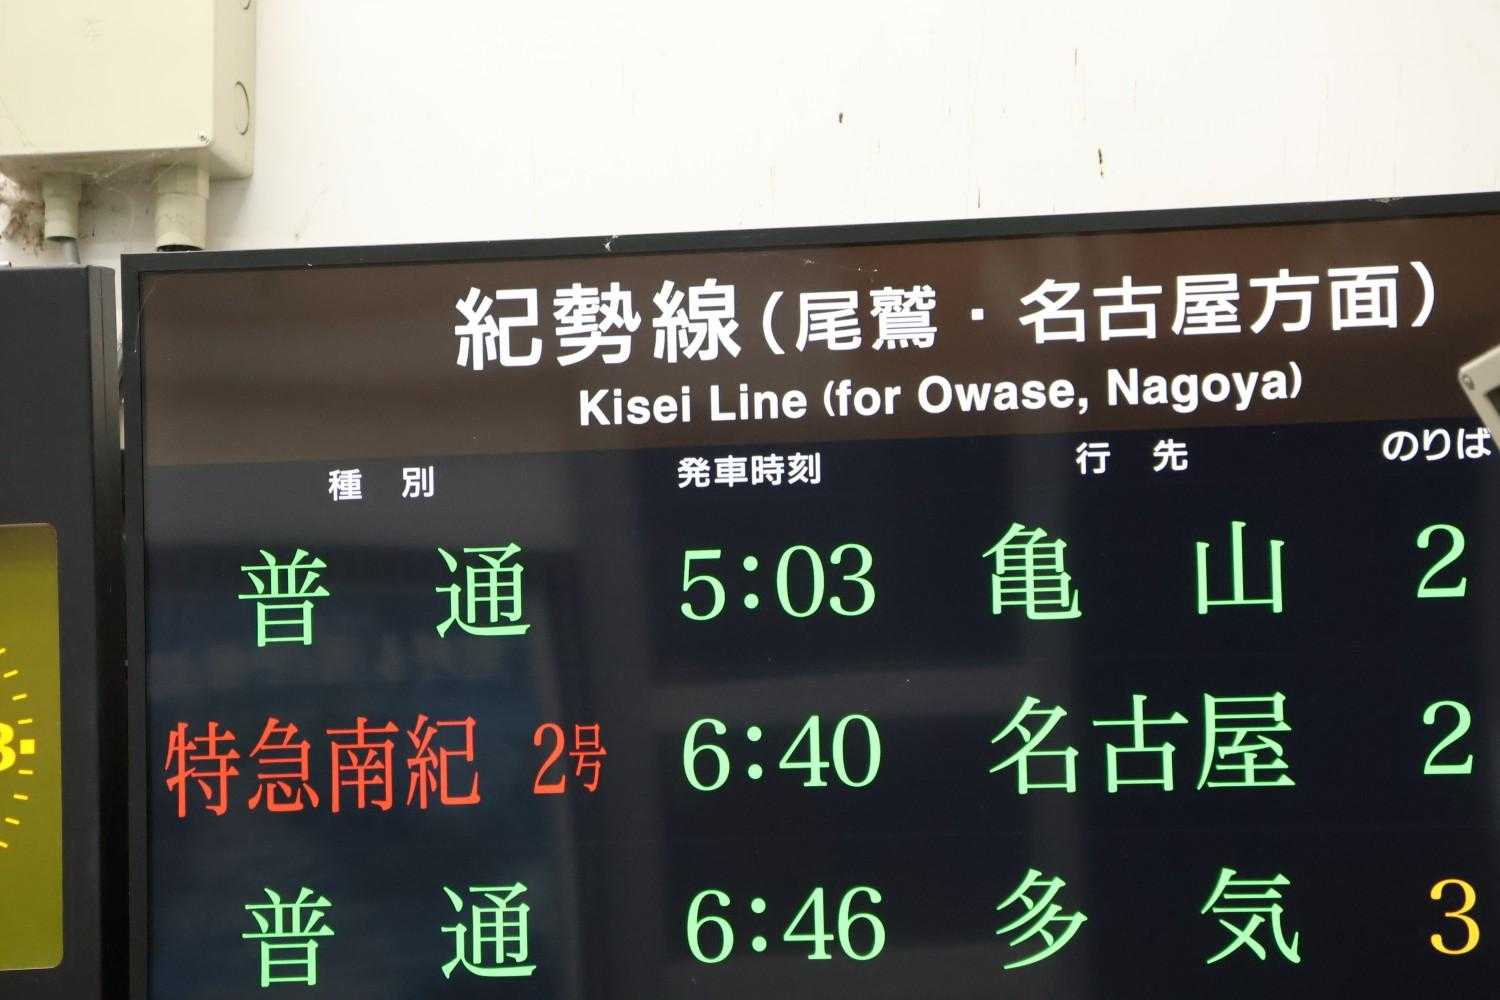 紀勢線(尾鷲・名古屋方面)
Kisei Line (for Owase, Nagoya)
種別 発車時刻 行先 のりば
普通 5:03 亀山 2
特急南紀 2号 6:40 名古屋 2
普通 6:46 多気 3